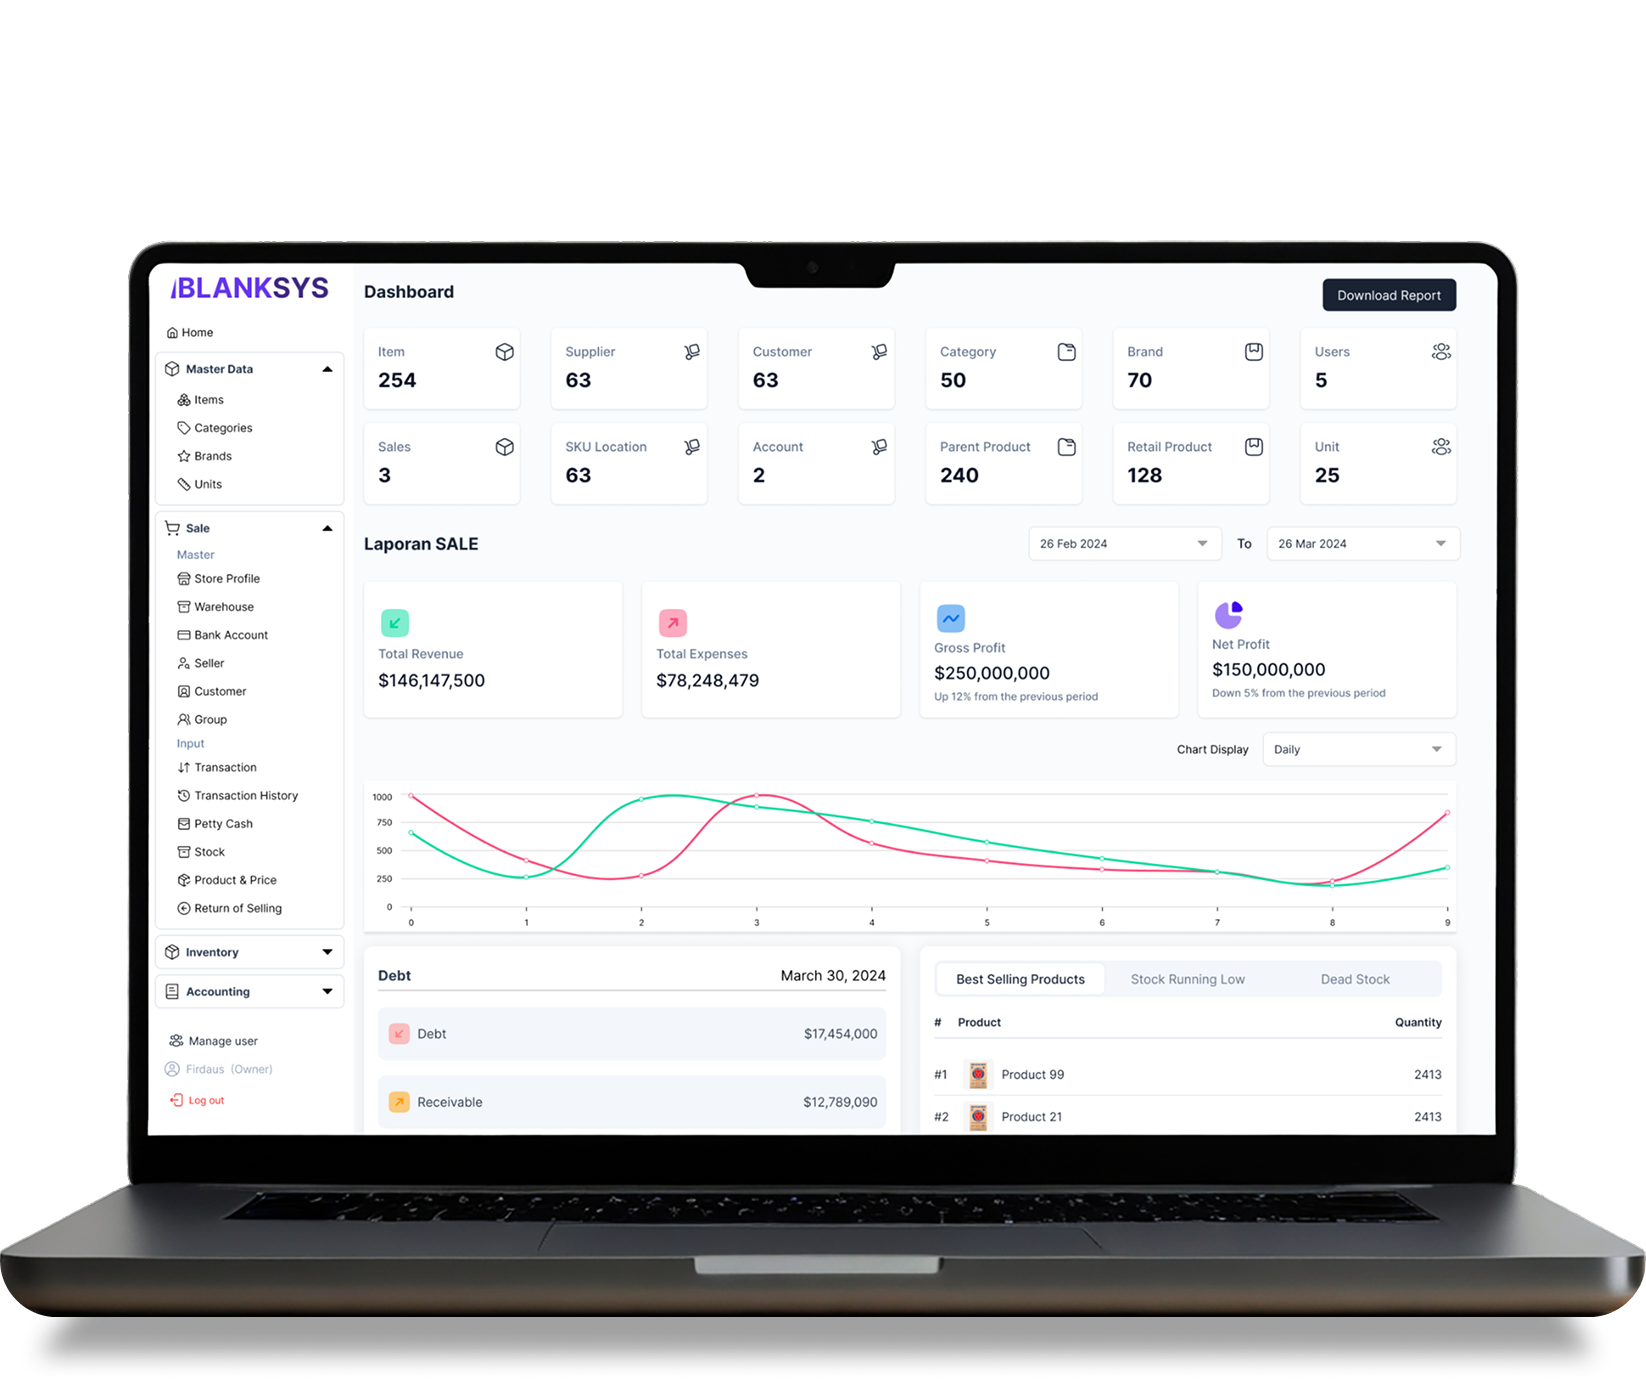 BLANKSYS
Home
Master Data
Items
Categories
Brands
Units
Sale
Master
Store Profile
Warehouse
Bank Account
Seller
Customer
Group
Input
Transaction
Transaction History
Petty Cash
Stock
Product & Price
Return of Selling
Inventory
Accounting
Manage user
Firdaus (Owner)
Log out
Dashboard
Download Report
Item
254
Supplier
63
Customer
63
Category
50
Brand
70
Users
5
Sales
3
SKU Location
63
Account
2
Parent Product
240
Retail Product
128
Unit
25
Laporan SALE
26 Feb 2024
To
26 Mar 2024
Total Revenue
$146,147,500
Total Expenses
$78,248,479
Gross Profit
$250,000,000
Up 12% from the previous period
Net Profit
$150,000,000
Down 5% from the previous period
Chart Display
Daily
1000
750
500
250
0
0 1 2 3 4 5 6 7 8 9
Debt March 30, 2024
Debt $17,454,000
Receivable $12,789,090
Best Selling Products Stock Running Low Dead Stock
# Product Quantity
#1 Product 99 2413
#2 Product 21 2413